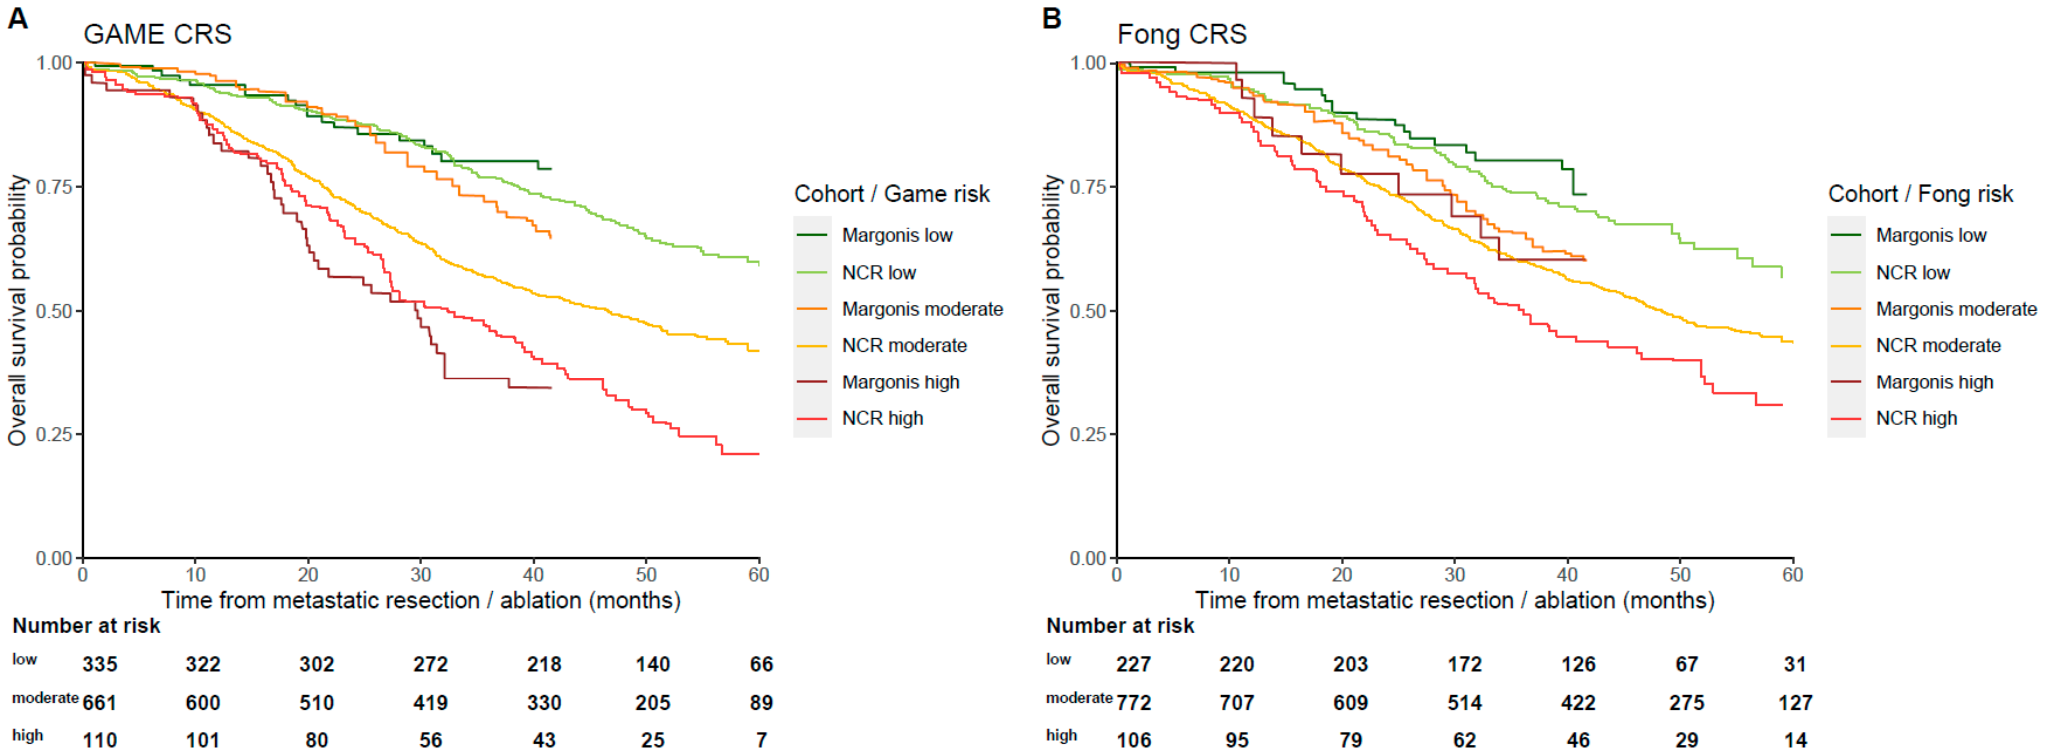 A
GAME CRS
Overall survival probability
1.00
0.75
0.50
0.25
0.00
0 10 20 30 40 50 60
Time from metastatic resection / ablation (months)
Cohort / Game risk
Margonis low
NCR low
Margonis moderate
NCR moderate
Margonis high
NCR high
Number at risk
low 335 322 302 272 218 140 66
moderate 661 600 510 419 330 205 89
high 110 101 80 56 43 25 7
B
Fong CRS
Overall survival probability
1.00
0.75
0.50
0.25
0.00
0 10 20 30 40 50 60
Time from metastatic resection / ablation (months)
Cohort / Fong risk
Margonis low
NCR low
Margonis moderate
NCR moderate
Margonis high
NCR high
Number at risk
low 227 220 203 172 126 67 31
moderate 772 707 609 514 422 275 127
high 106 95 79 62 46 29 14